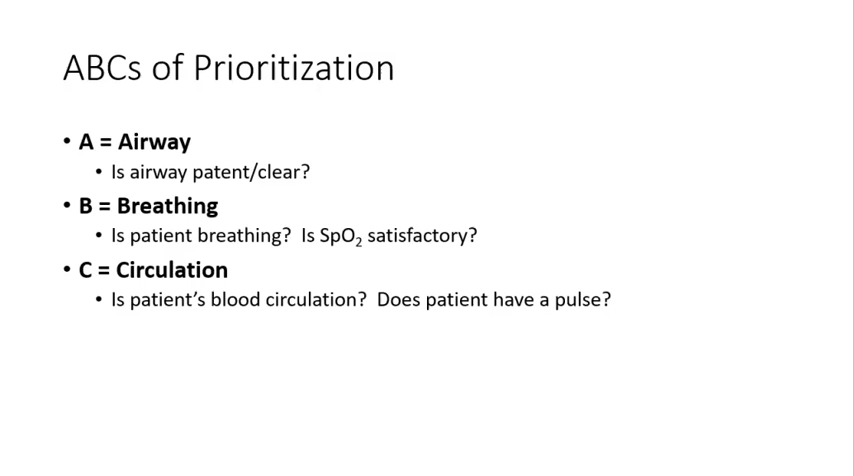 ABCs of Prioritization
• A = Airway
• Is airway patent/clear?
• B = Breathing
• Is patient breathing?  Is SpO₂ satisfactory?
• C = Circulation
• Is patient’s blood circulation?  Does patient have a pulse?